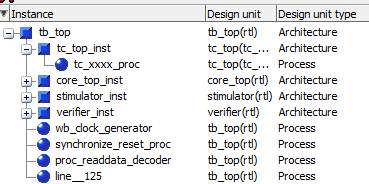 Instance Design unit Design unit type
tb_top tb_top(rtl) Architecture
tc_top_inst tc_top(tc_... Architecture
tc_xxxx_proc tc_top(tc_... Process
core_top_inst core_top(rtl) Architecture
stimulator_inst stimulator(rtl) Architecture
verifier_inst verifier(rtl) Architecture
wb_clock_generator tb_top(rtl) Process
synchronize_reset_proc tb_top(rtl) Process
proc_readdata_decoder tb_top(rtl) Process
line__125 tb_top(rtl) Process